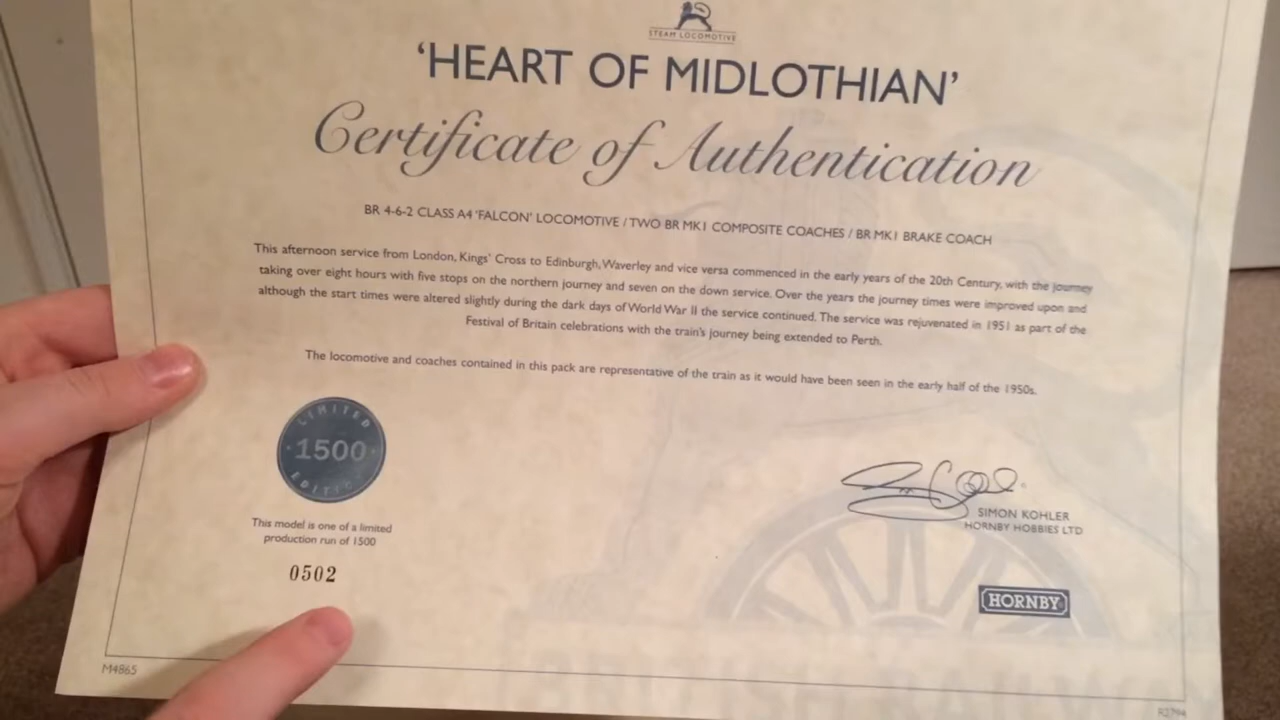 STEAM LOCOMOTIVE
‘HEART OF MIDLOTHIAN’
Certificate of Authentication
BR 4-6-2 CLASS A4 ‘FALCON’ LOCOMOTIVE / TWO BR MK1 COMPOSITE COACHES / BR MK1 BRAKE COACH
This afternoon service from London, Kings’ Cross to Edinburgh, Waverley and vice versa commenced in the early years of the 20th Century, with the journey
taking over eight hours with five stops on the northern journey and seven on the down service. Over the years the journey times were improved upon and
although the start times were altered slightly during the dark days of World War II the service continued. The service was rejuvenated in 1951 as part of the
Festival of Britain celebrations with the train’s journey being extended to Perth.
The locomotive and coaches contained in this pack are representative of the train as it would have been seen in the early half of the 1950s.
LIMITED
1500
EDITION
This model is one of a limited
production run of 1500
0502
SIMON KOHLER
HORNBY HOBBIES LTD
HORNBY
M4865
R2794